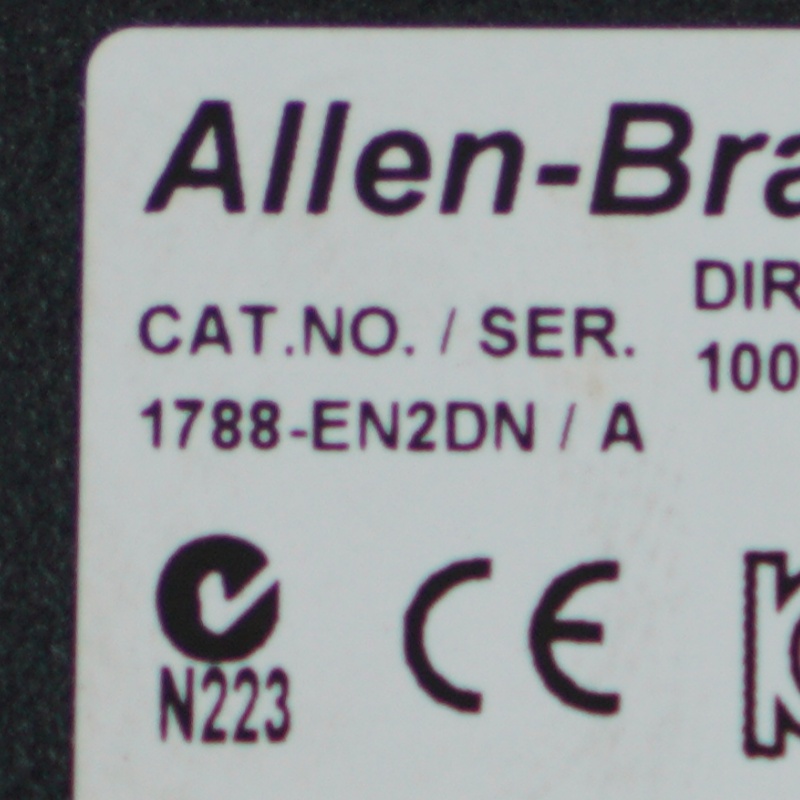 Allen-Bra
DIR
CAT.NO. / SER.
100
1788-EN2DN / A
CE
N223